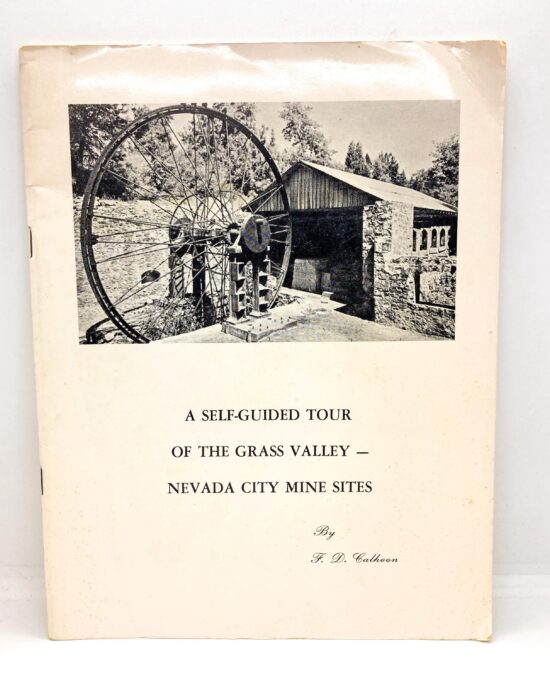 A SELF-GUIDED TOUR
OF THE GRASS VALLEY —
NEVADA CITY MINE SITES
By
F. D. Calhoon